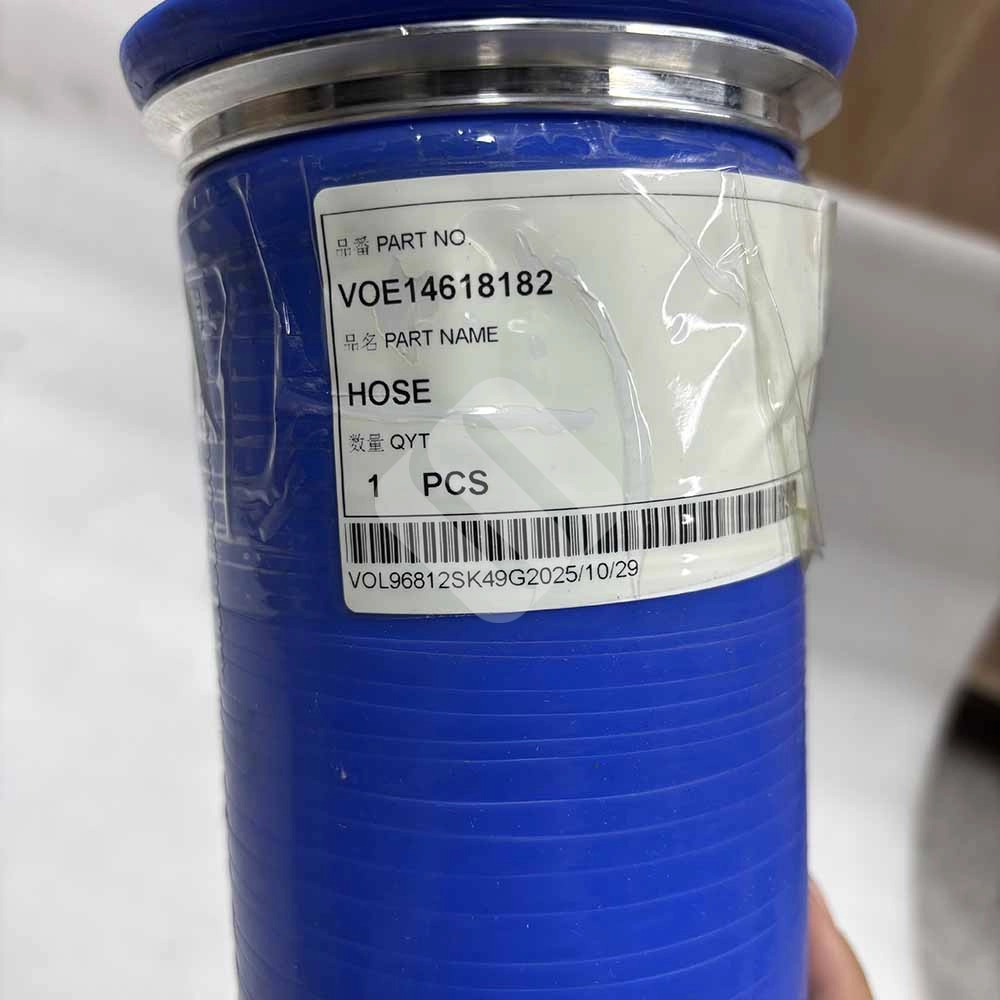 品番 PART NO.
VOE14618182
品名 PART NAME
HOSE
数量 QYT
1 PCS
VOL96812SK49G2025/10/29